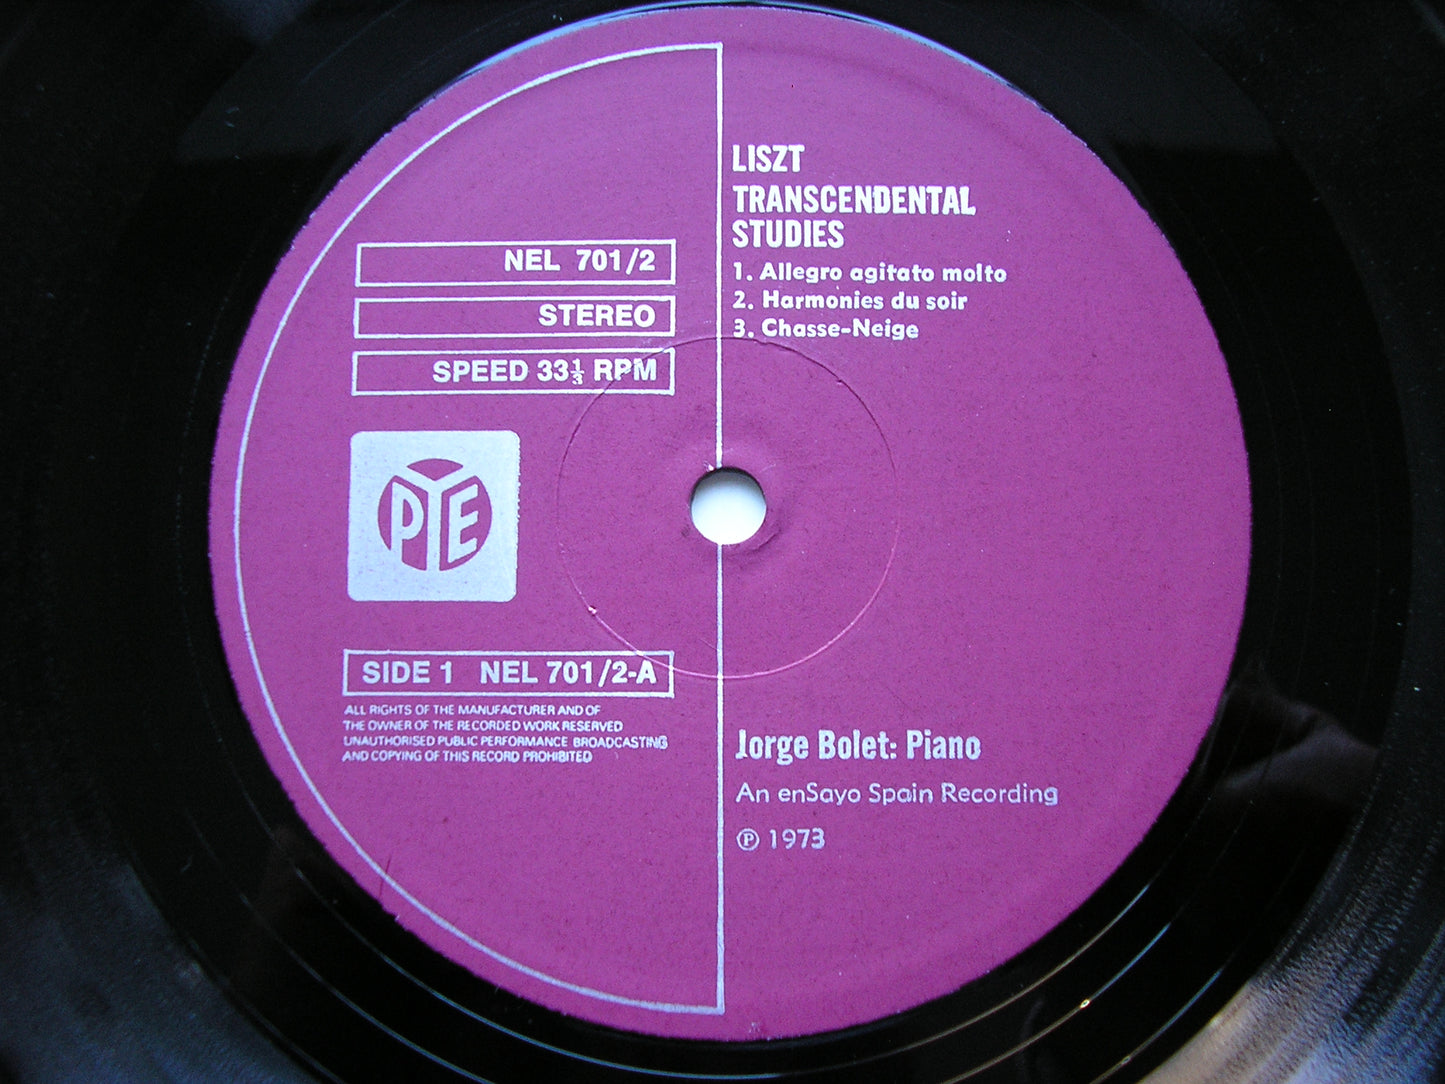 NEL 701/2
STEREO
SPEED 33⅓ RPM
PYE
SIDE 1 NEL 701/2-A
ALL RIGHTS OF THE MANUFACTURER AND OF
THE OWNER OF THE RECORDED WORK RESERVED
UNAUTHORISED PUBLIC PERFORMANCE BROADCASTING
AND COPYING OF THIS RECORD PROHIBITED
LISZT
TRANSCENDENTAL
STUDIES
1. Allegro agitato molto
2. Harmonies du soir
3. Chasse-Neige
Jorge Bolet: Piano
An enSayo Spain Recording
℗ 1973